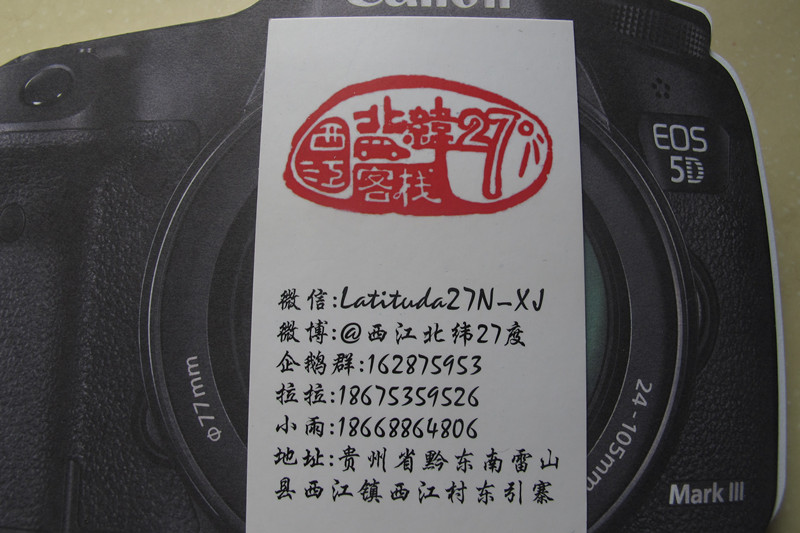 Canon
西江
北緯27°
客栈
EOS
5D
微信:Latituda27N-XJ
微博:@西江北纬27度
企鹅群:162875953
拉拉:18675359526
小雨:18668864806
地址:贵州省黔东南雷山
县西江镇西江村东引寨
Φ77mm
24-105mm
Mark III